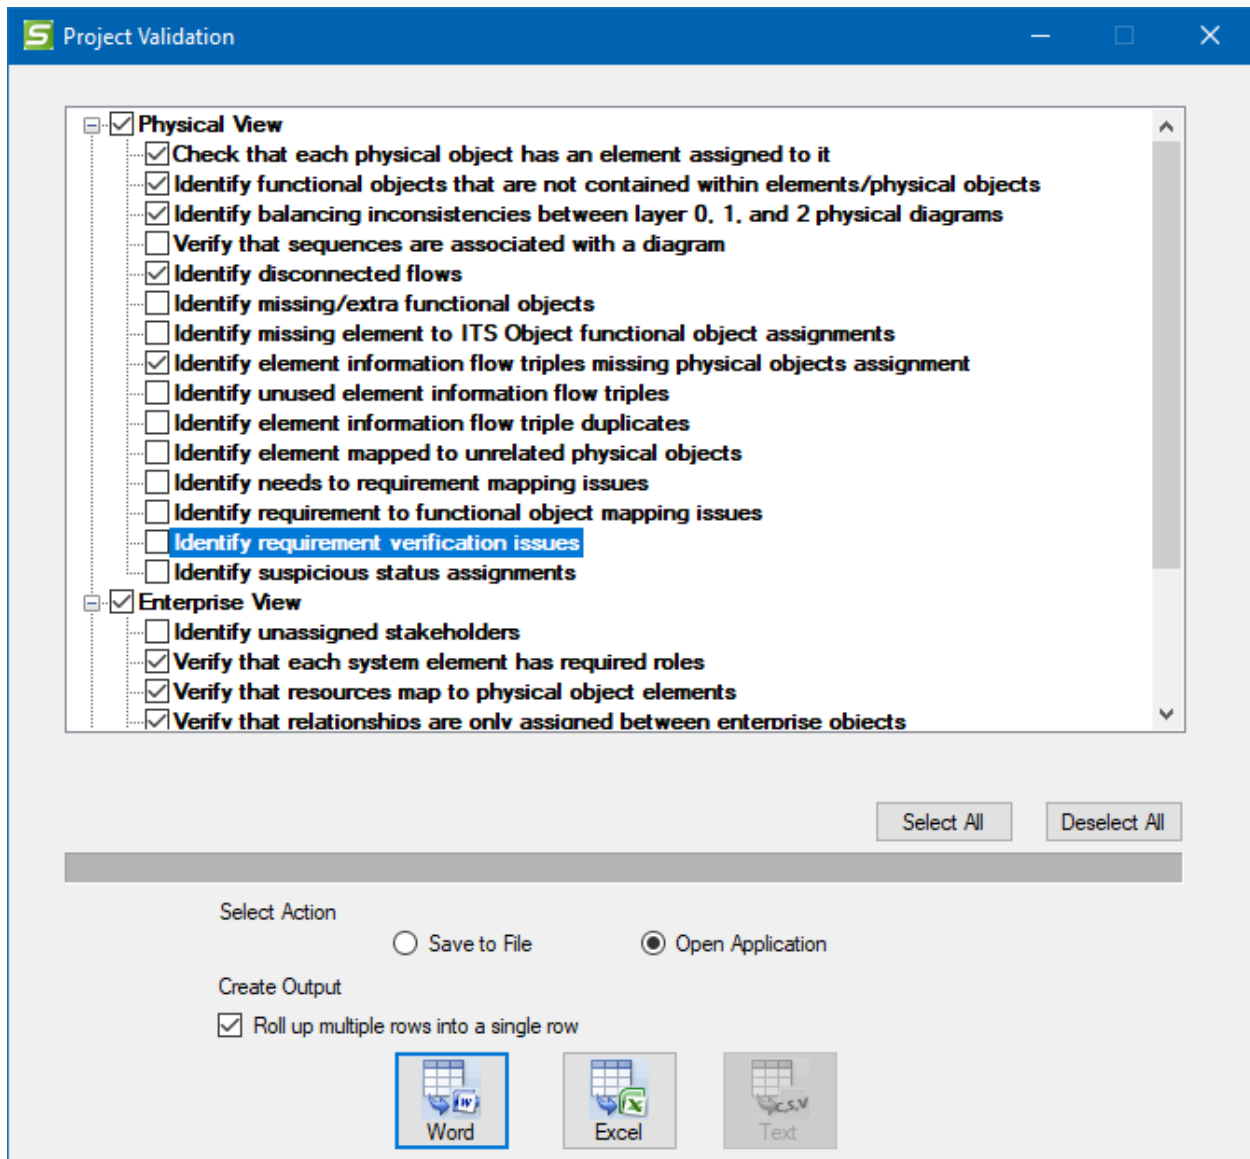 Project Validation
Physical View
Check that each physical object has an element assigned to it
Identify functional objects that are not contained within elements/physical objects
Identify balancing inconsistencies between layer 0, 1, and 2 physical diagrams
Verify that sequences are associated with a diagram
Identify disconnected flows
Identify missing/extra functional objects
Identify missing element to ITS Object functional object assignments
Identify element information flow triples missing physical objects assignment
Identify unused element information flow triples
Identify element information flow triple duplicates
Identify element mapped to unrelated physical objects
Identify needs to requirement mapping issues
Identify requirement to functional object mapping issues
Identify requirement verification issues
Identify suspicious status assignments
Enterprise View
Identify unassigned stakeholders
Verify that each system element has required roles
Verify that resources map to physical object elements
Verify that relationships are only assigned between enterprise objects
Select All Deselect All
Select Action
Save to File Open Application
Create Output
Roll up multiple rows into a single row
Word Excel Text